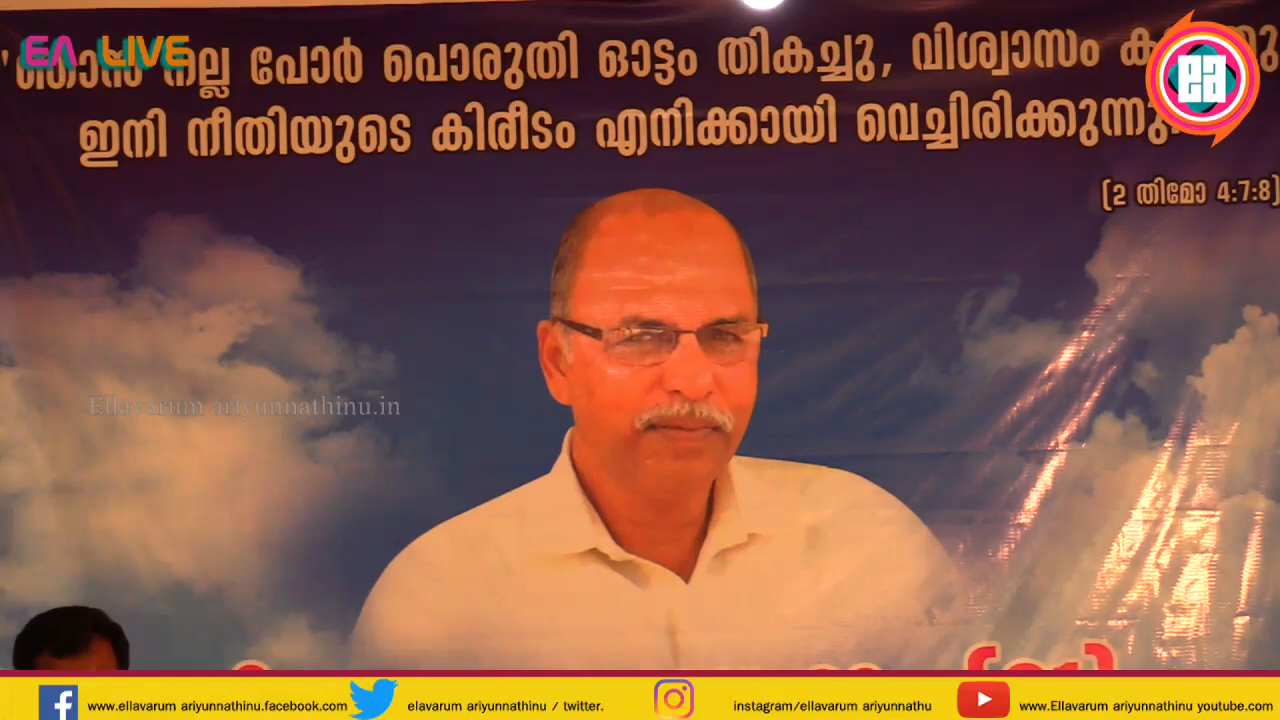 EA LIVE
"ഞാൻ നല്ല പോർ പൊരുതി ഓട്ടം തികച്ചു, വിശ്വാസം
ea
ഇനി നീതിയുടെ കിരീടം എനിക്കായി വെച്ചിരിക്കുന്നു.
(2 തിമോ 4:7:8)
Ellavarum ariyunnathinu.in
www.ellavarum ariyunnathinu.facebook.com elavarum ariyunnathinu / twitter. instagram/ellavarum ariyunnathu www.Ellavarum ariyunnathinu youtube.com